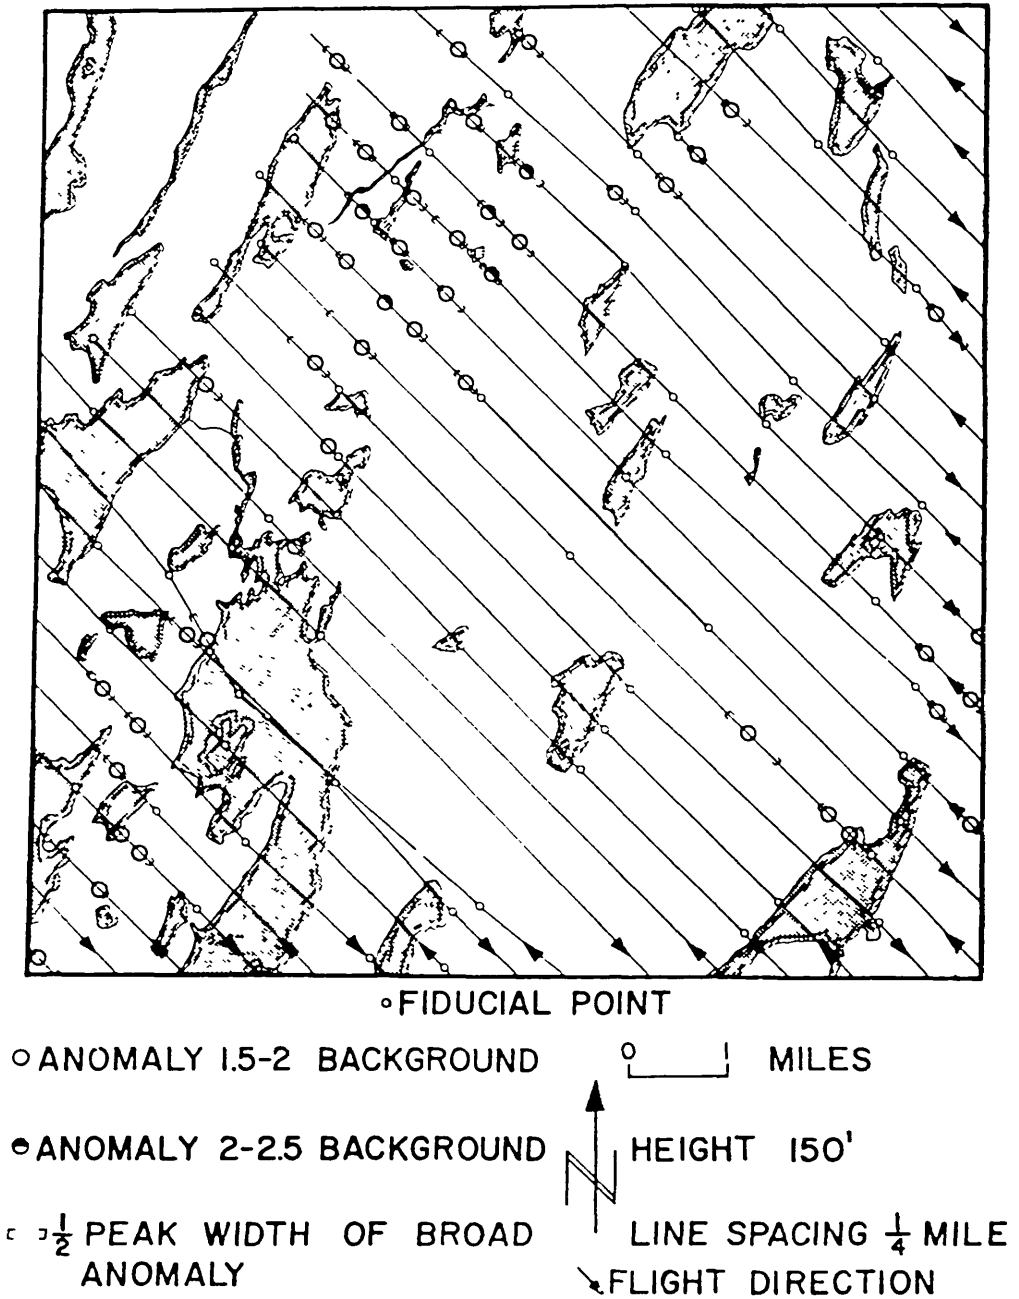 FIDUCIAL POINT
ANOMALY 1.5-2 BACKGROUND
0 1 MILES
ANOMALY 2-2.5 BACKGROUND
N
HEIGHT 150'
1/2 PEAK WIDTH OF BROAD
ANOMALY
LINE SPACING 1/4 MILE
FLIGHT DIRECTION